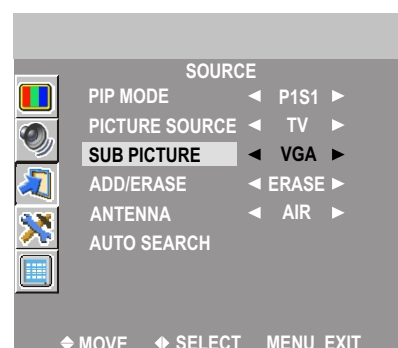 SOURCE
PIP MODE ◄ P1S1 ►
PICTURE SOURCE ◄ TV ►
SUB PICTURE ◄ VGA ►
ADD/ERASE ◄ ERASE ►
ANTENNA ◄ AIR ►
AUTO SEARCH
MOVE SELECT MENU EXIT